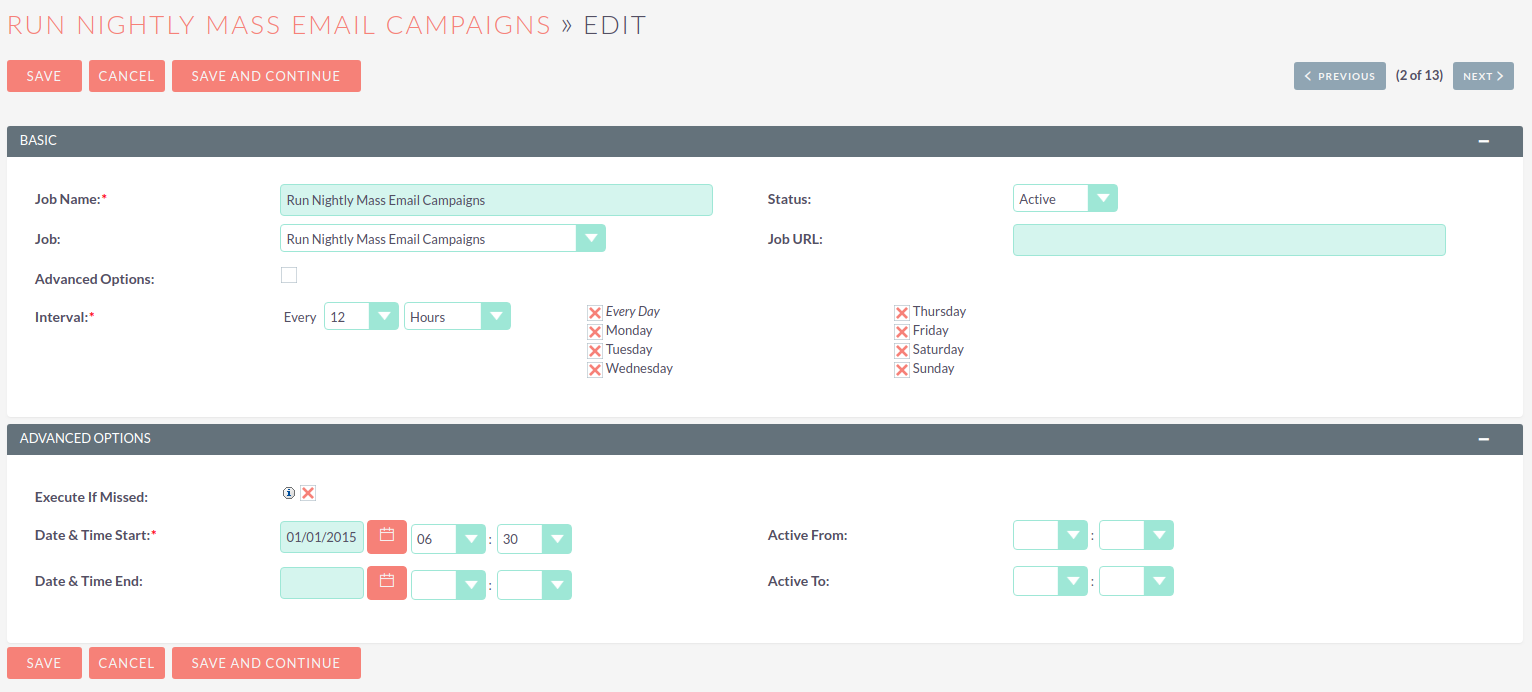 RUN NIGHTLY MASS EMAIL CAMPAIGNS » EDIT
SAVE CANCEL SAVE AND CONTINUE PREVIOUS (2 of 13) NEXT
BASIC
Job Name:* Run Nightly Mass Email Campaigns Status: Active
Job: Run Nightly Mass Email Campaigns Job URL:
Advanced Options:
Interval:* Every 12 Hours Every Day Thursday
Monday Friday
Tuesday Saturday
Wednesday Sunday
ADVANCED OPTIONS
Execute If Missed:
Date & Time Start:* 01/01/2015 06 : 30 Active From: :
Date & Time End: : Active To: :
SAVE CANCEL SAVE AND CONTINUE